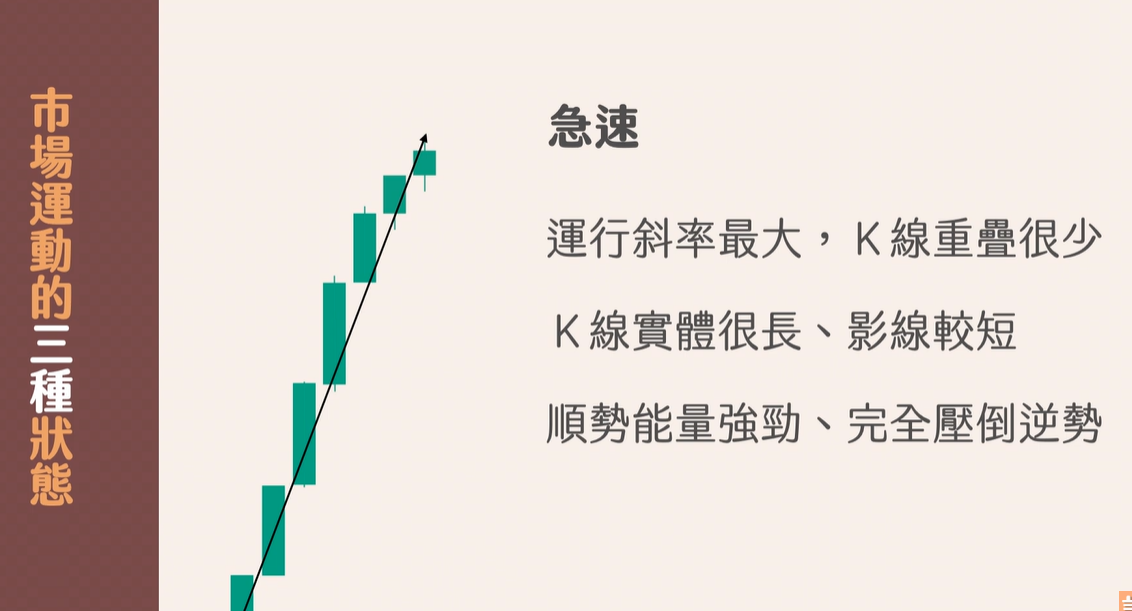 市場運動的三種狀態
急速
運行斜率最大，K線重疊很少
K線實體很長、影線較短
順勢能量強勁、完全壓倒逆勢